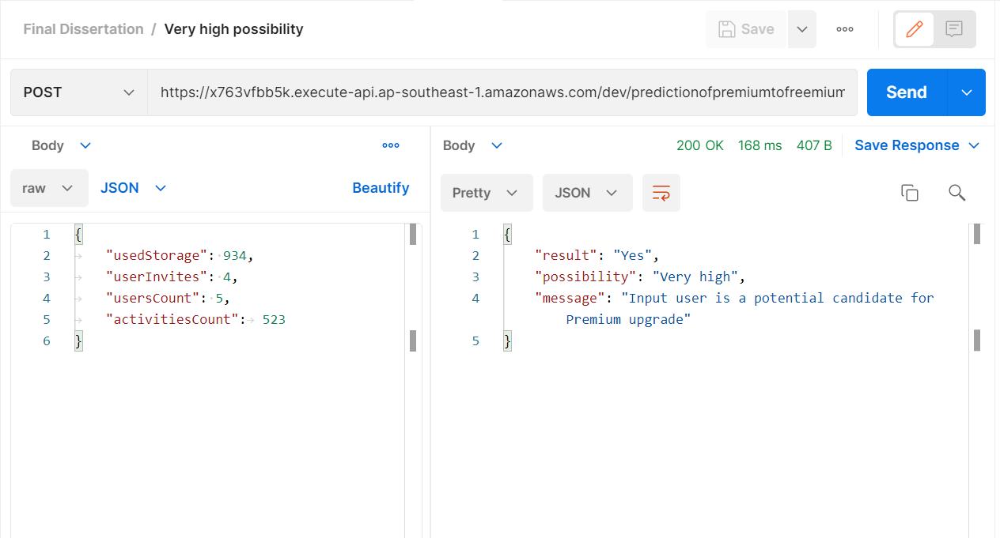 Final Dissertation / Very high possibility
Save
POST
https://x763vfbb5k.execute-api.ap-southeast-1.amazonaws.com/dev/predictionofpremiumtofreemium
Send
Body
raw
JSON
Beautify
1 {
2 "usedStorage": 934,
3 "userInvites": 4,
4 "usersCount": 5,
5 "activitiesCount": 523
6 }
Body
200 OK 168 ms 407 B Save Response
Pretty
JSON
1 {
2 "result": "Yes",
3 "possibility": "Very high",
4 "message": "Input user is a potential candidate for
Premium upgrade"
5 }